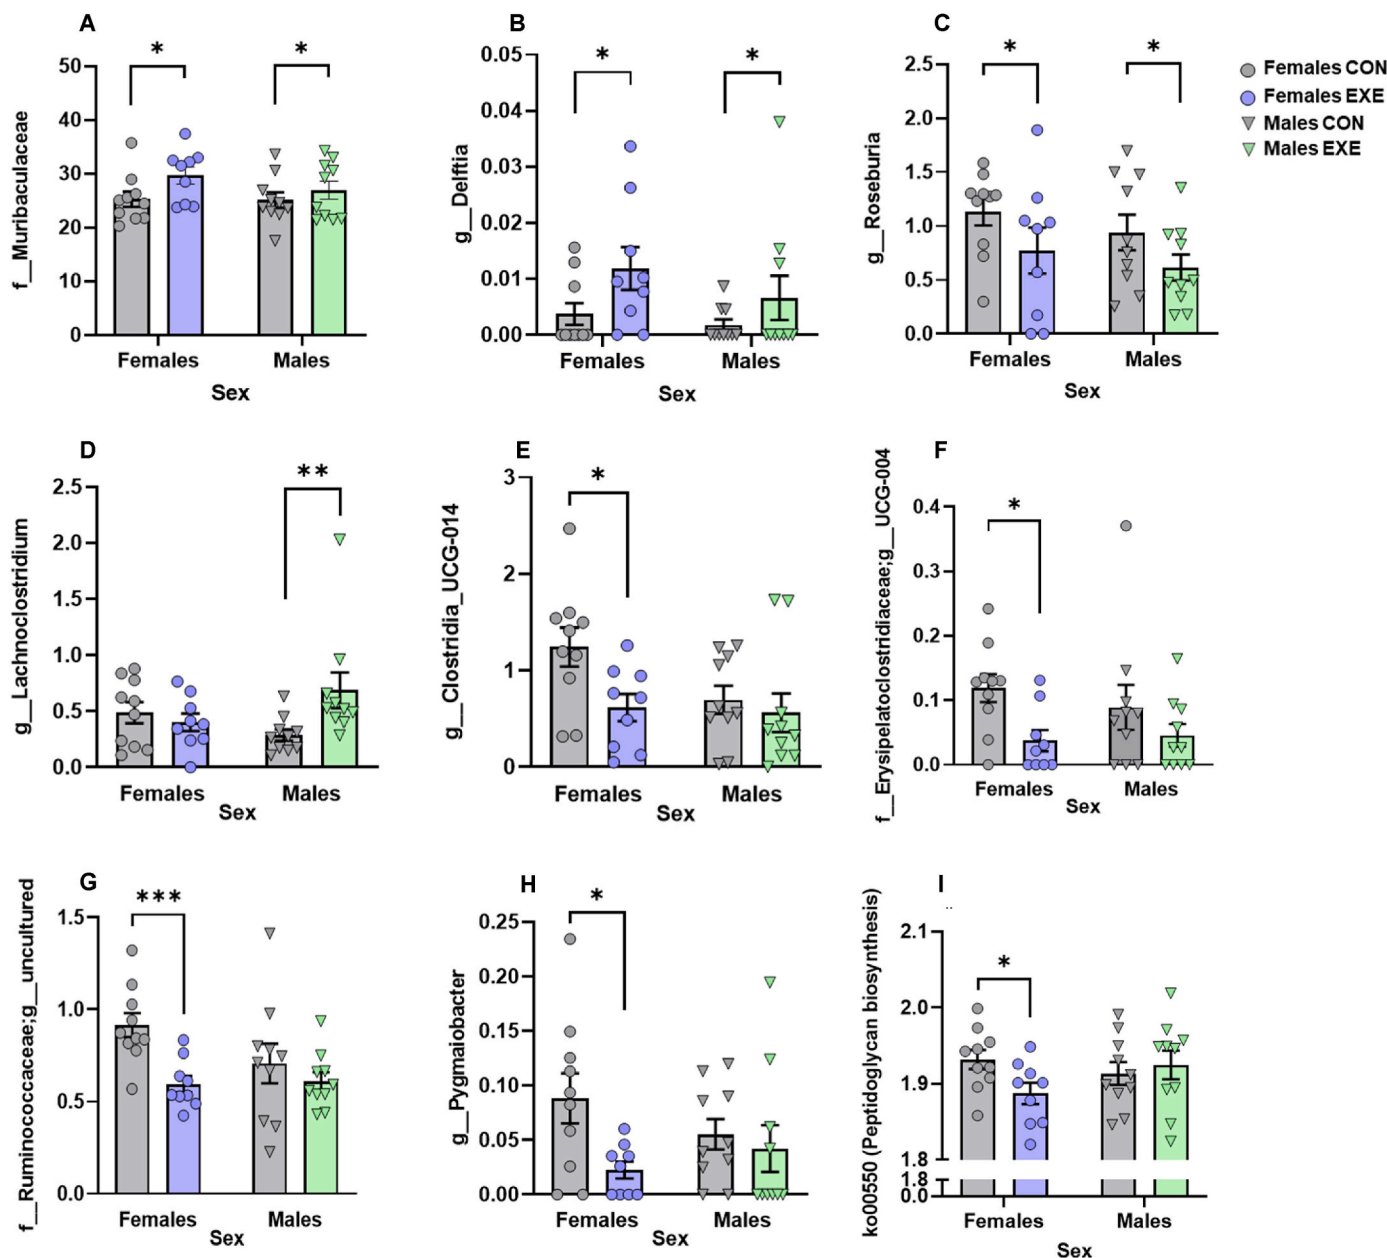 A
*
*
50
40
30
20
10
0
f__Muribaculaceae
Females
Males
Sex
B
*
*
0.05
0.04
0.03
0.02
0.01
0.00
g__Delftia
Females
Males
Sex
C
*
*
2.5
2.0
1.5
1.0
0.5
0.0
g__Roseburia
Females
Males
Sex
Females CON
Females EXE
Males CON
Males EXE
D
**
2.5
2.0
1.5
1.0
0.5
0.0
g__Lachnoclostridium
Females
Males
Sex
E
*
3
2
1
0
g__Clostridia_UCG-014
Females
Males
Sex
F
*
0.4
0.3
0.2
0.1
0.0
f__Erysipelatoclostridiaceae;g__UCG-004
Females
Males
Sex
G
***
1.5
1.0
0.5
0.0
f__Ruminococcaceae;g__uncultured
Females
Males
Sex
H
*
0.25
0.20
0.15
0.10
0.05
0.00
g__Pygmaiobacter
Females
Males
Sex
I
*
2.1
2.0
1.9
1.8
1.8
0.0
ko00550 (Peptidoglycan biosynthesis)
Females
Males
Sex